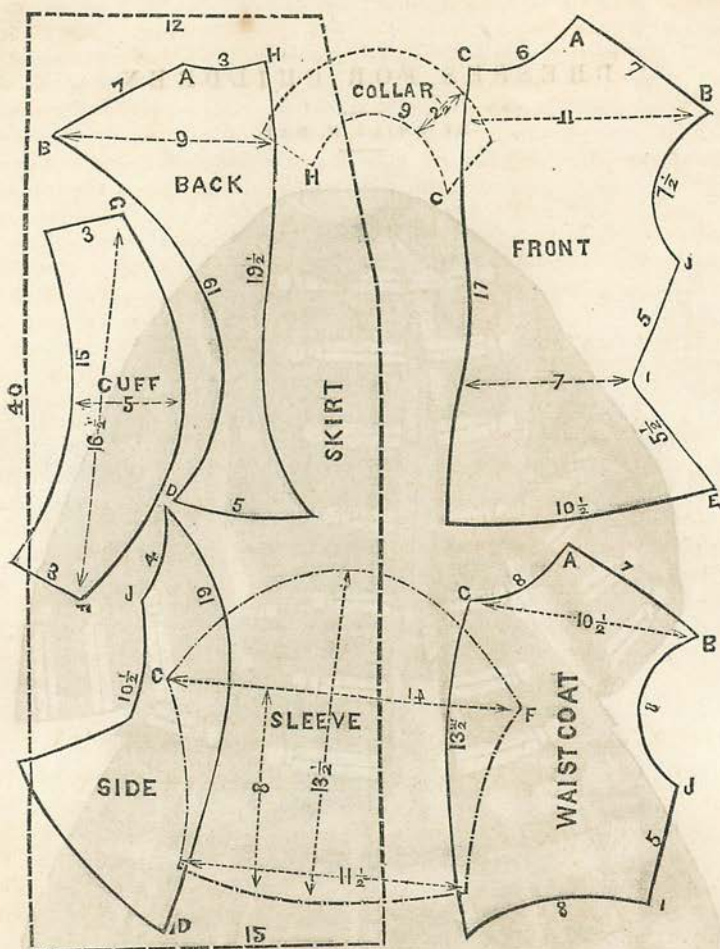 12
A 3 H
7
B 9
BACK
COLLAR
9 2½
H C
C 6 A 7 B
11
7½
FRONT
J
17
5
7
I
5½
10½
E
G
3
19
19½
15
CUFF
5
16½
3
D
5
SKIRT
40
4
J
19
10½
SIDE
D
C
14
F
SLEEVE
8
13½
11½
15
C 8 A 7 B
10½
13½
WAISTCOAT
8
J
5
I
8